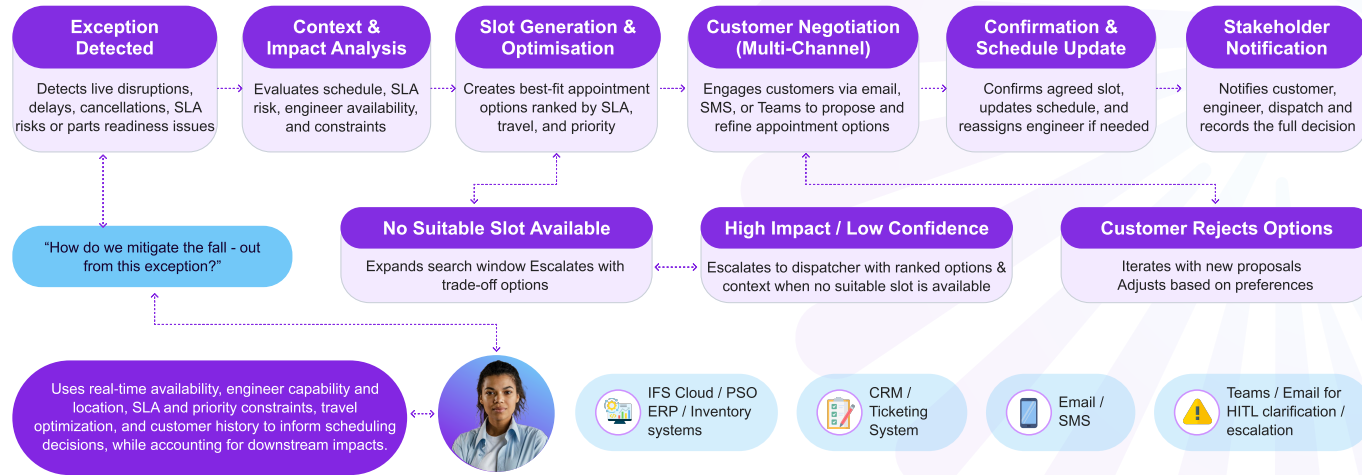 Exception
Detected
Detects live disruptions,
delays, cancellations, SLA
risks or parts readiness issues
Context &
Impact Analysis
Evaluates schedule, SLA
risk, engineer availability,
and constraints
Slot Generation &
Optimisation
Creates best-fit appointment
options ranked by SLA,
travel, and priority
Customer Negotiation
(Multi-Channel)
Engages customers via email,
SMS, or Teams to propose and
refine appointment options
Confirmation &
Schedule Update
Confirms agreed slot,
updates schedule, and
reassigns engineer if needed
Stakeholder
Notification
Notifies customer,
engineer, dispatch and
records the full decision
“How do we mitigate the fall - out
from this exception?”
No Suitable Slot Available
Expands search window Escalates with
trade-off options
High Impact / Low Confidence
Escalates to dispatcher with ranked options &
context when no suitable slot is available
Customer Rejects Options
Iterates with new proposals
Adjusts based on preferences
Uses real-time availability, engineer capability and
location, SLA and priority constraints, travel
optimization, and customer history to inform scheduling
decisions, while accounting for downstream impacts.
IFS Cloud / PSO
ERP / Inventory
systems
CRM /
Ticketing
System
Email /
SMS
Teams / Email for
HITL clarification /
escalation